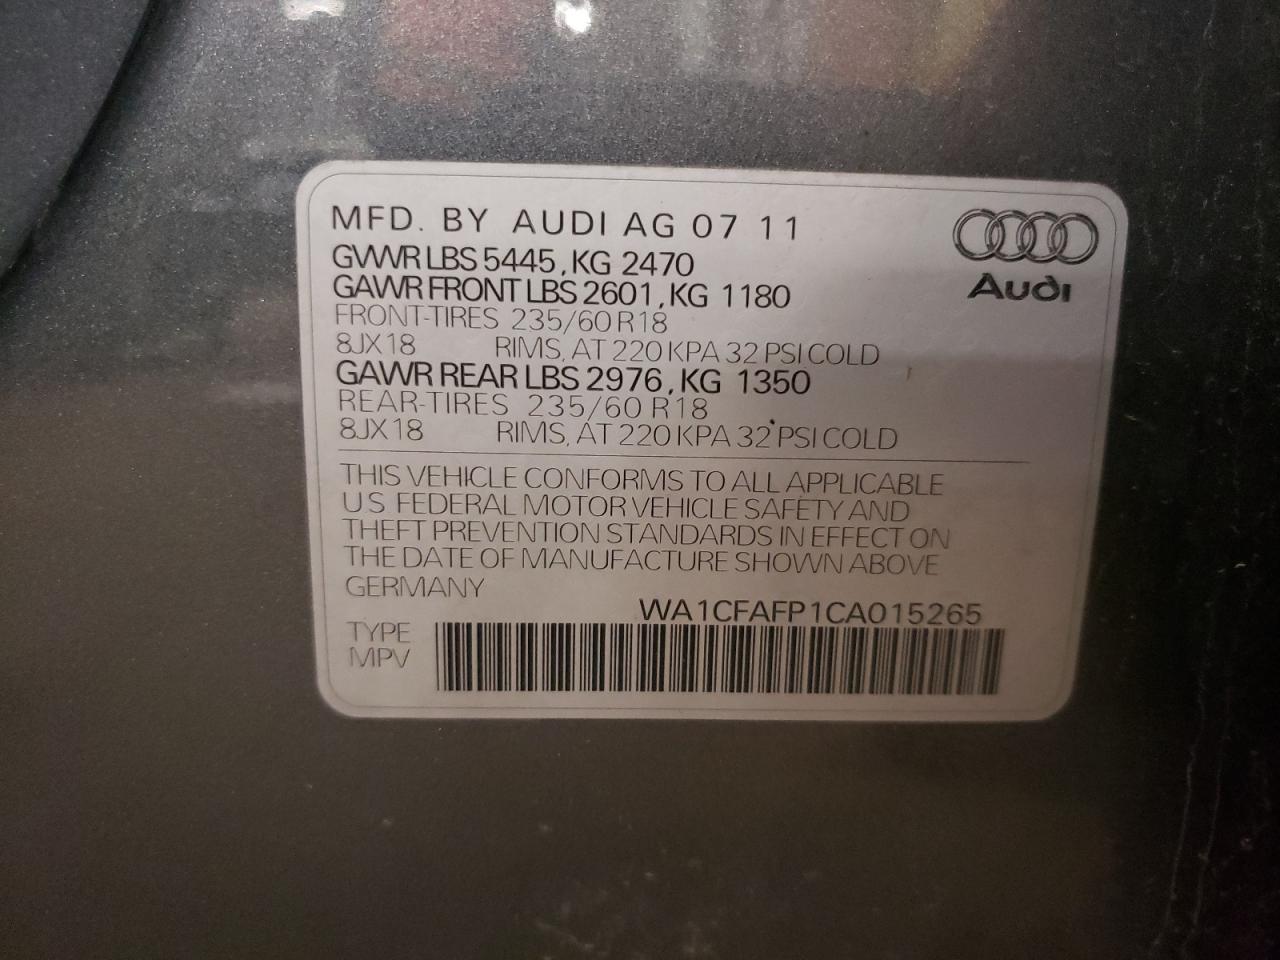 MFD. BY AUDI AG 07 11
Audi
GVWR LBS 5445, KG 2470
GAWR FRONT LBS 2601, KG 1180
FRONT-TIRES 235/60 R18
8JX18 RIMS, AT 220 KPA 32 PSI COLD
GAWR REAR LBS 2976, KG 1350
REAR-TIRES 235/60 R18
8JX18 RIMS, AT 220 KPA 32 PSI COLD
THIS VEHICLE CONFORMS TO ALL APPLICABLE
U.S. FEDERAL MOTOR VEHICLE SAFETY AND
THEFT PREVENTION STANDARDS IN EFFECT ON
THE DATE OF MANUFACTURE SHOWN ABOVE
GERMANY
WA1CFAFP1CA015265
TYPE
MPV